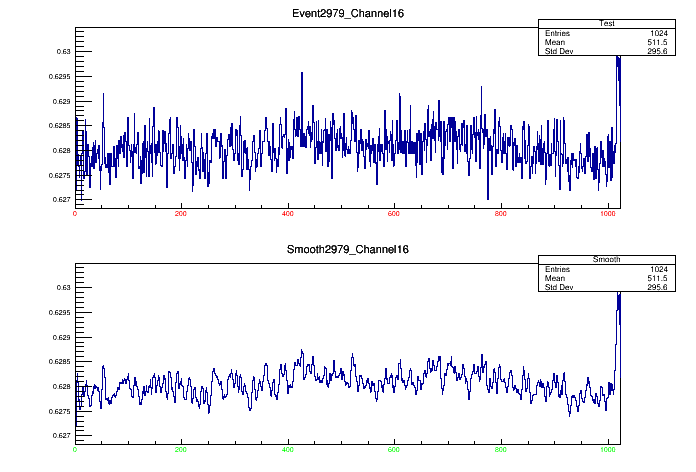 Event2979_Channel16
Test
Entries 1024
Mean 511.5
Std Dev 295.6
0.63
0.6295
0.629
0.6285
0.628
0.6275
0.627
0 200 400 600 800 1000
Smooth2979_Channel16
Smooth
Entries 1024
Mean 511.5
Std Dev 295.6
0.63
0.6295
0.629
0.6285
0.628
0.6275
0.627
0 200 400 600 800 1000